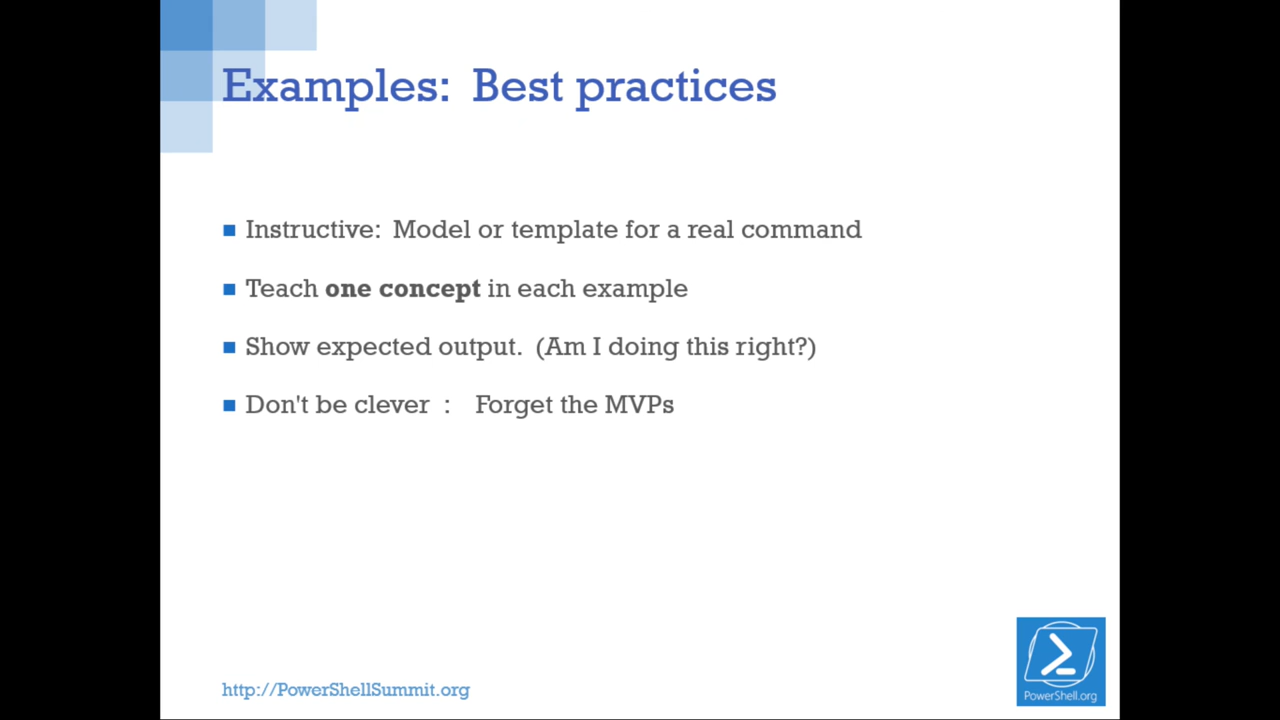 Examples:  Best practices
Instructive:  Model or template for a real command
Teach one concept in each example
Show expected output.  (Am I doing this right?)
Don't be clever  :   Forget the MVPs
http://PowerShellSummit.org
PowerShell.org